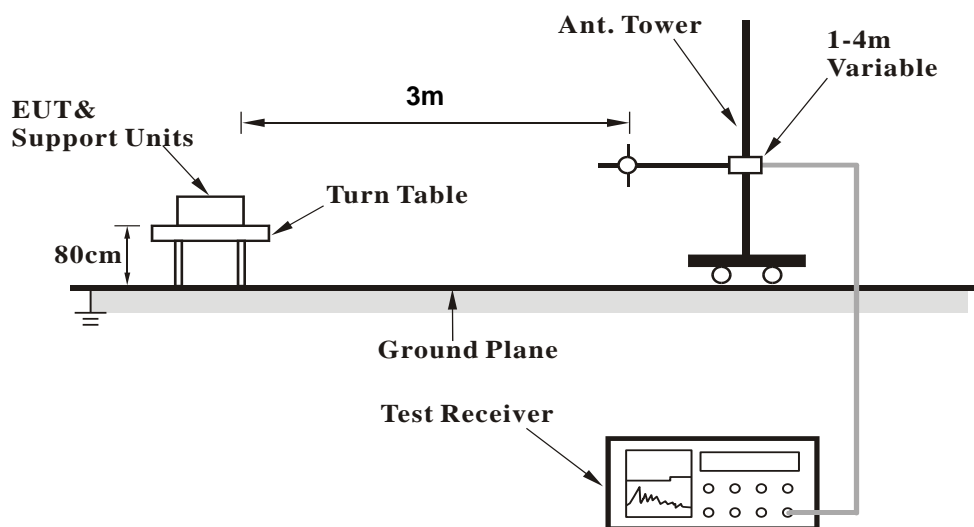 Ant. Tower
1-4m
Variable
3m
EUT&
Support Units
Turn Table
80cm
Ground Plane
Test Receiver